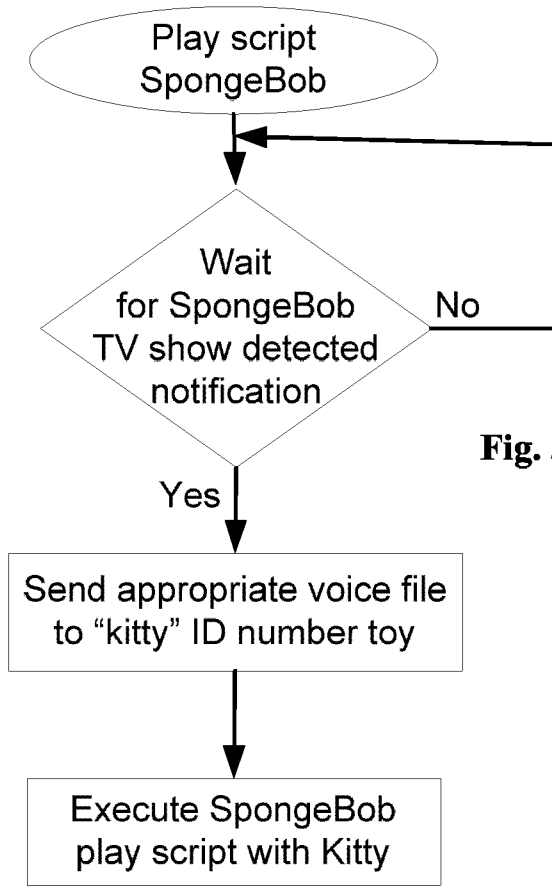 Play script
SpongeBob
Wait
for SpongeBob
TV show detected
notification
No
Fig.
Yes
Send appropriate voice file
to “kitty” ID number toy
Execute SpongeBob
play script with Kitty